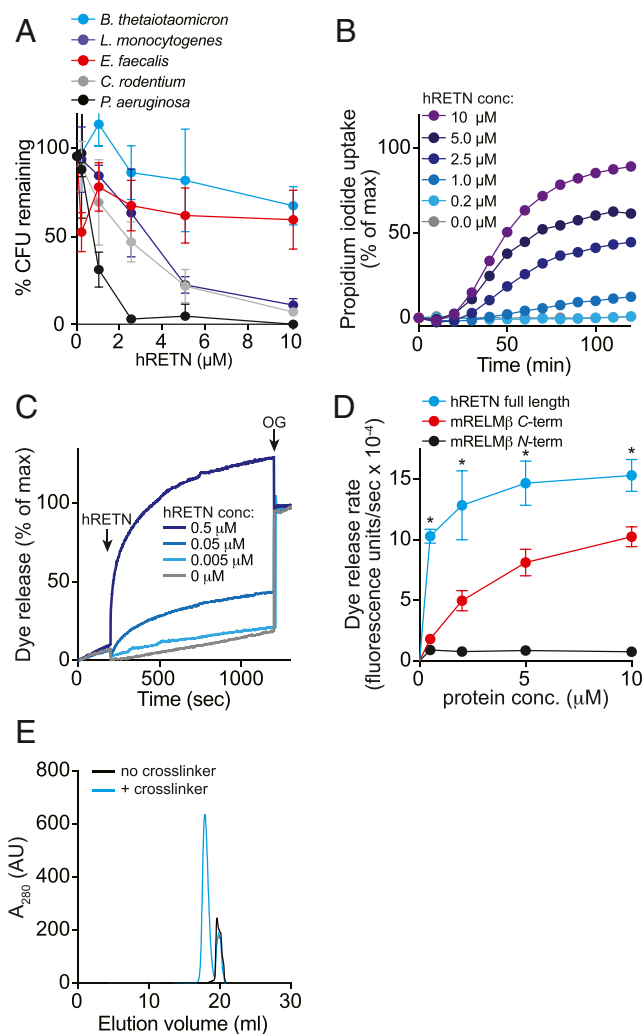 A
B. thetaiotaomicron
L. monocytogenes
E. faecalis
C. rodentium
P. aeruginosa
% CFU remaining
100
75
50
25
0
0 2 4 6 8 10
hRETN (μM)
B
hRETN conc:
10 μM
5.0 μM
2.5 μM
1.0 μM
0.2 μM
0.0 μM
Propidium iodide uptake
(% of max)
100
50
0
0 50 100
Time (min)
C
OG
hRETN
hRETN conc:
0.5 μM
0.05 μM
0.005 μM
0 μM
Dye release (% of max)
100
50
0
0 500 1000
Time (sec)
D
hRETN full length
mRELMβ C-term
mRELMβ N-term
* * * *
Dye release rate
(fluorescence units/sec x 10⁻⁴)
15
10
5
0
0 5 10
protein conc. (μM)
E
no crosslinker
+ crosslinker
A₂₈₀ (AU)
800
600
400
200
0
0 10 20 30
Elution volume (ml)